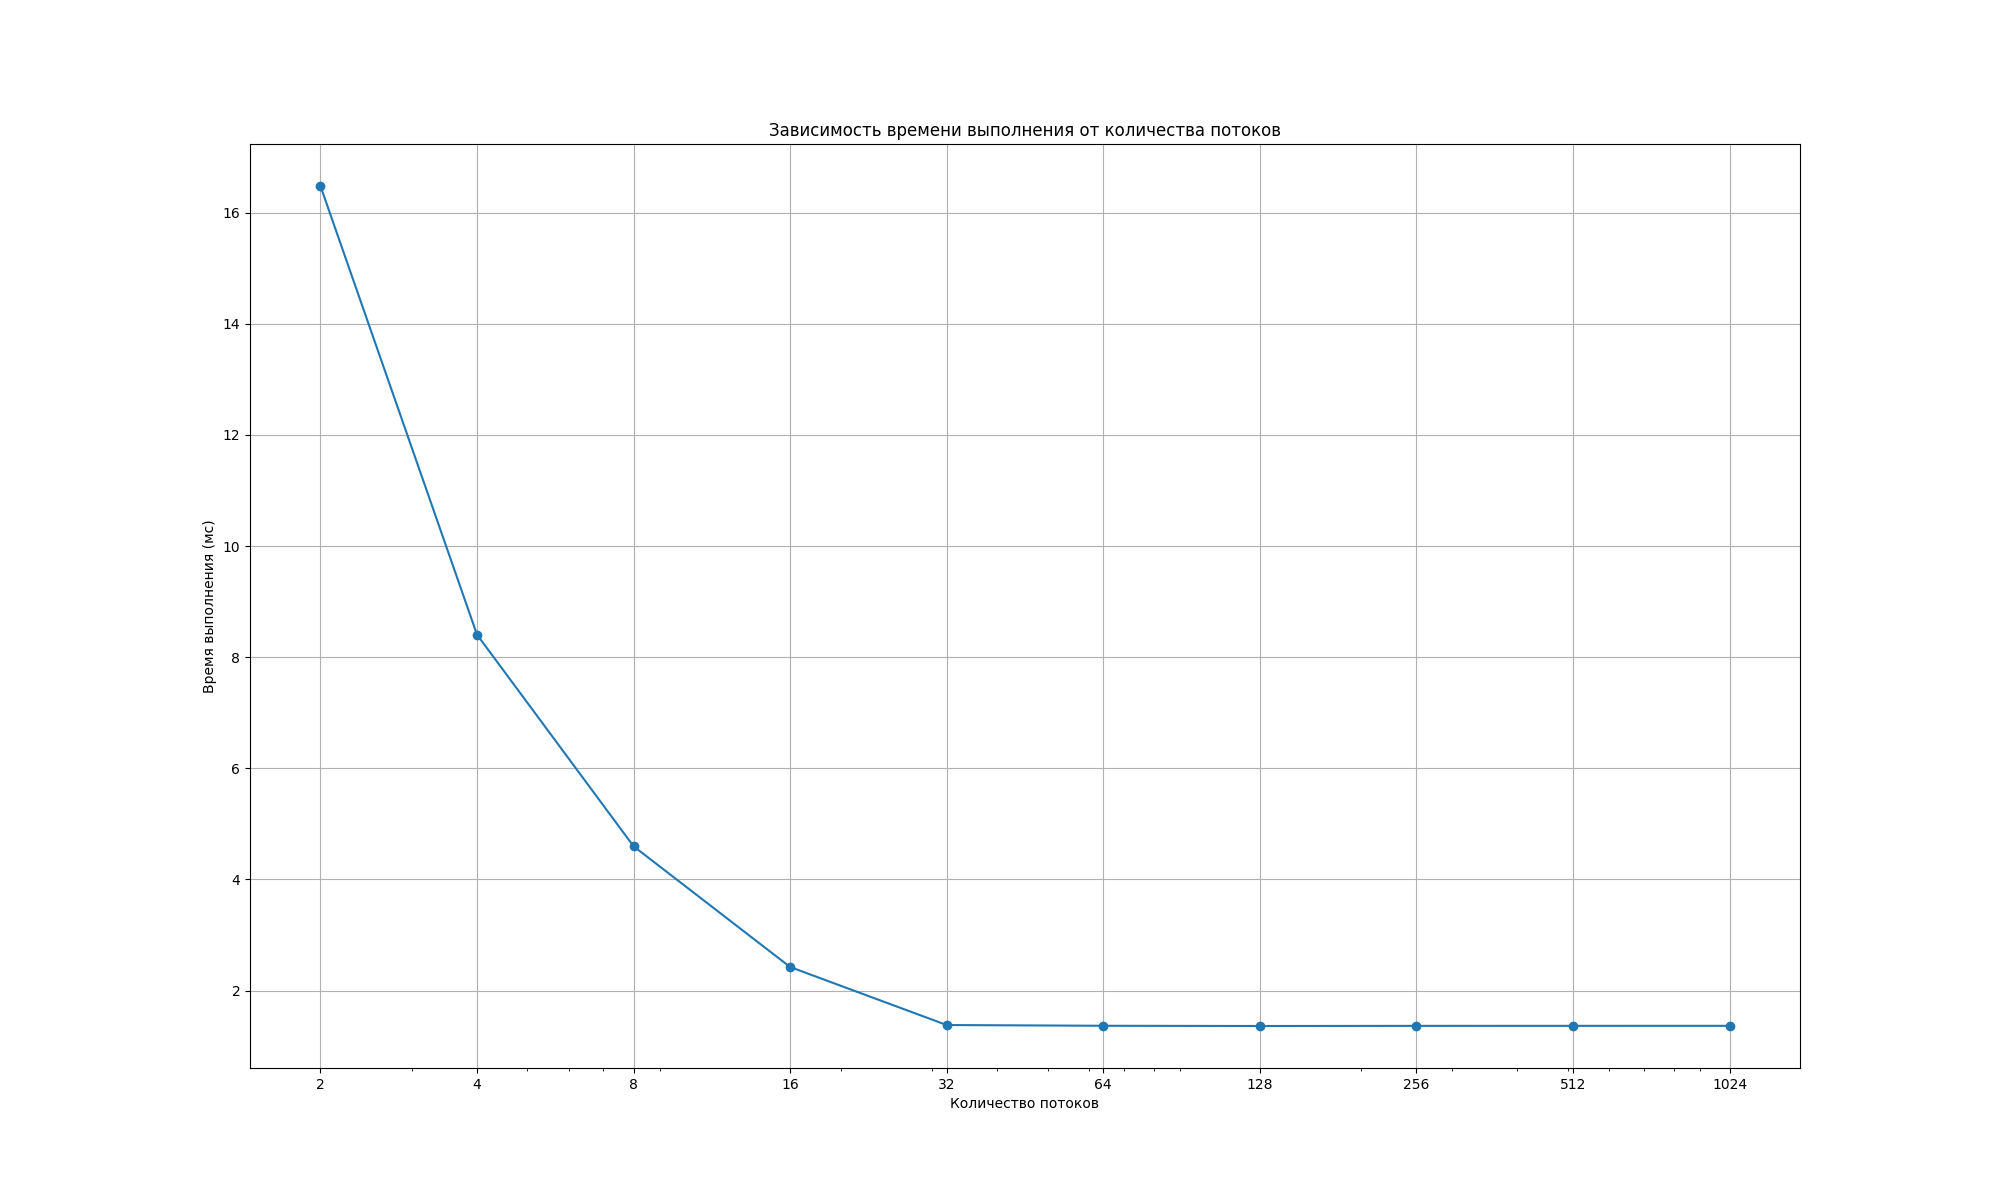 Зависимость времени выполнения от количества потоков
Время выполнения (мс)
16
14
12
10
8
6
4
2
2 4 8 16 32 64 128 256 512 1024
Количество потоков